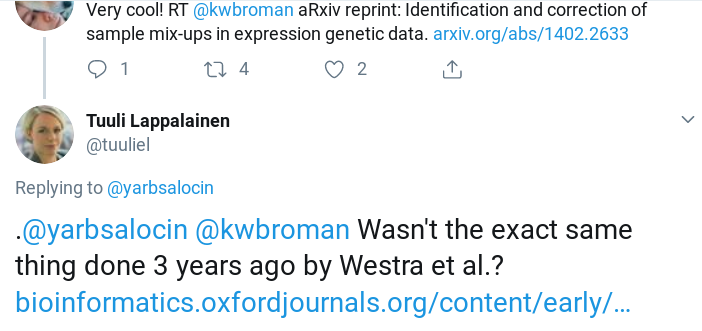 Very cool! RT @kwbroman aRxiv reprint: Identification and correction of
sample mix-ups in expression genetic data. arxiv.org/abs/1402.2633
1 4 2
Tuuli Lappalainen
@tuuliel
Replying to @yarbsalocin
.@yarbsalocin @kwbroman Wasn't the exact same
thing done 3 years ago by Westra et al.?
bioinformatics.oxfordjournals.org/content/early/...